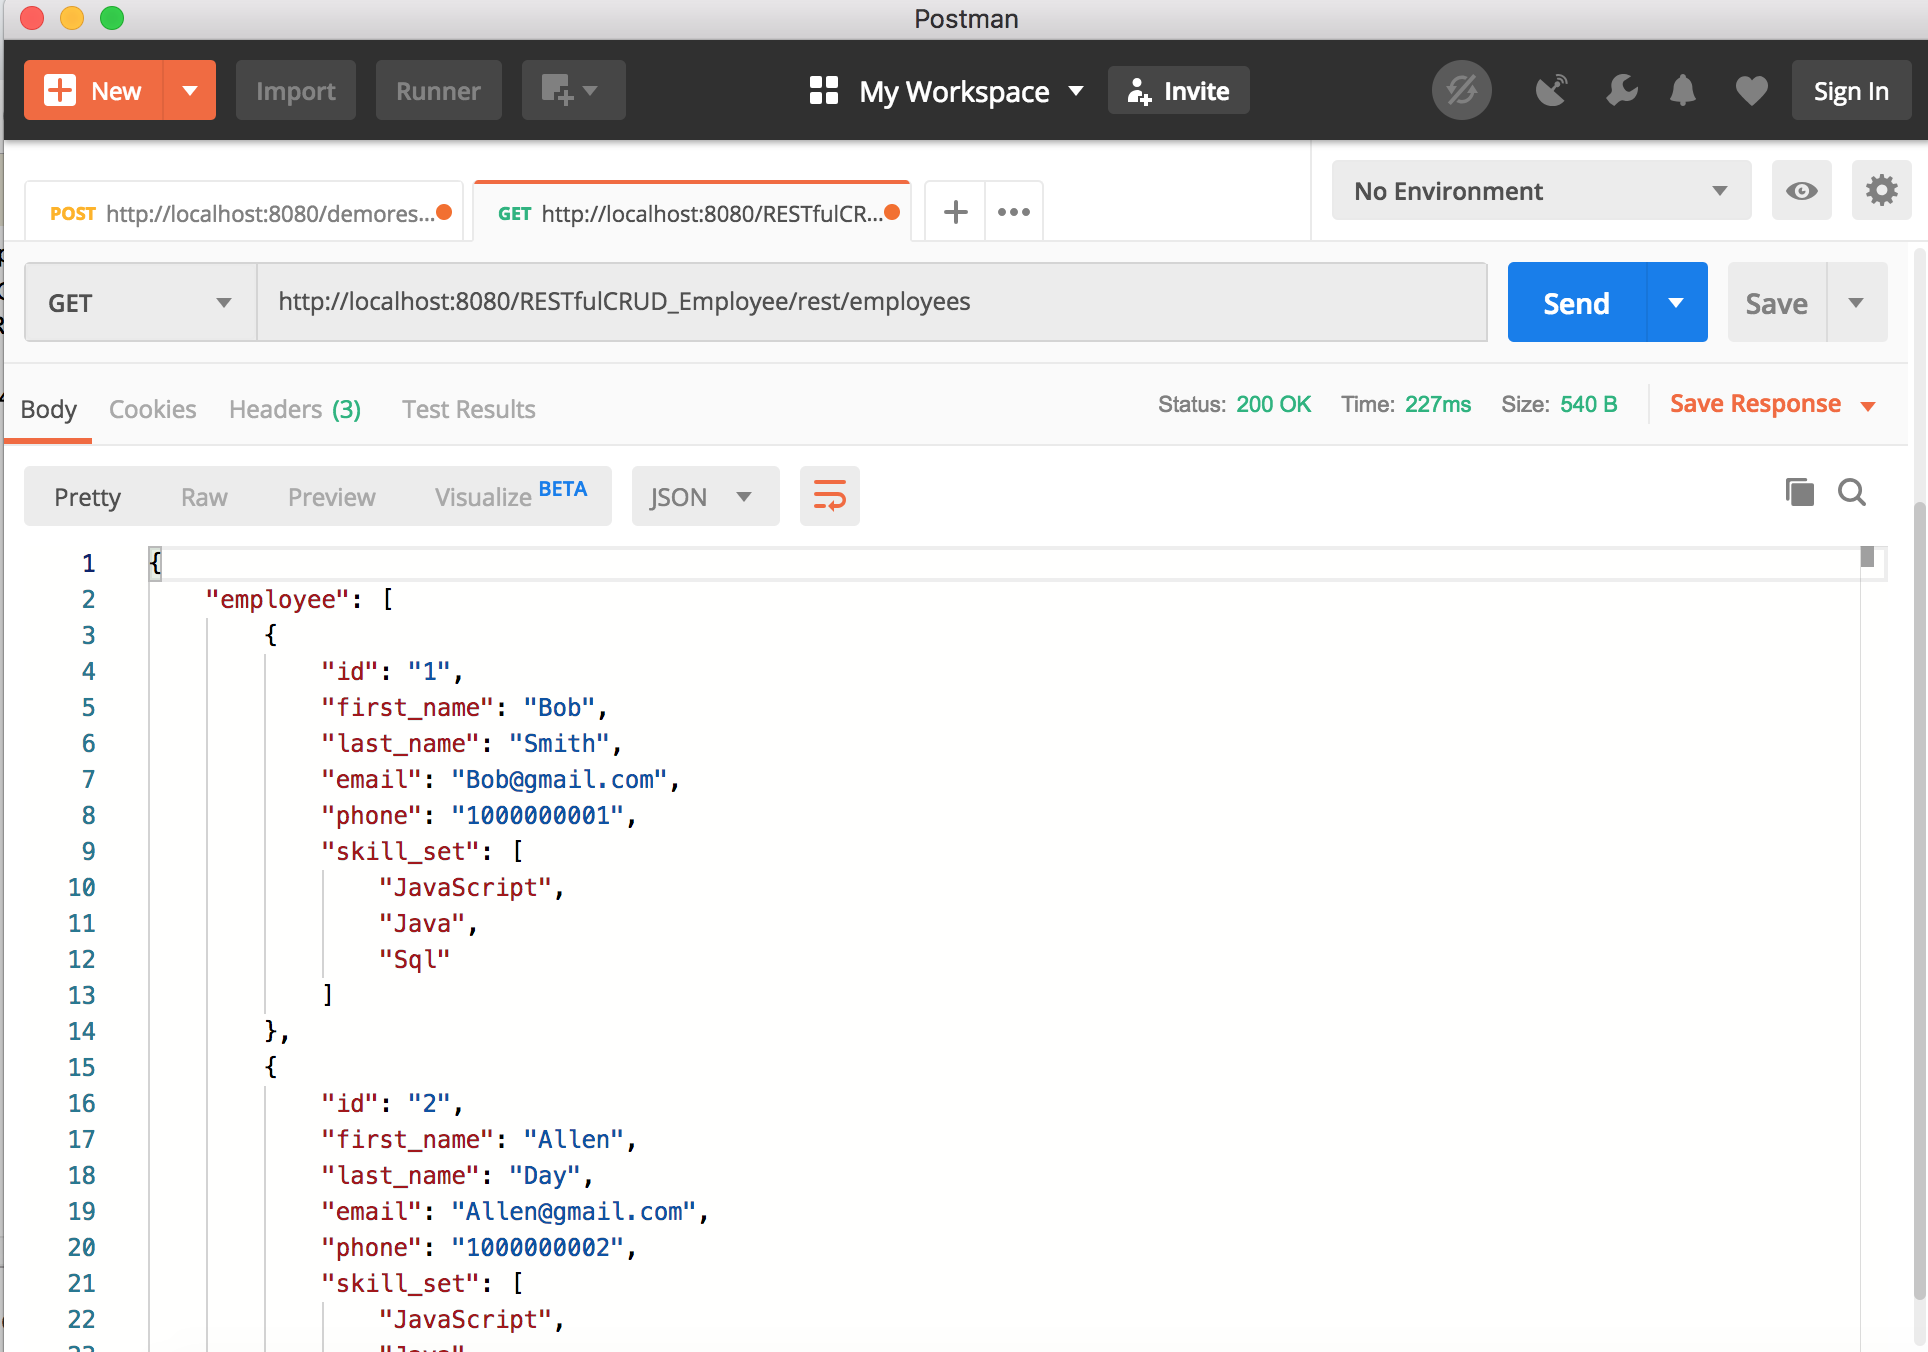 Postman
New
Import
Runner
My Workspace
Invite
Sign In
POST http://localhost:8080/demores...
GET http://localhost:8080/RESTfulCR...
No Environment
GET
http://localhost:8080/RESTfulCRUD_Employee/rest/employees
Send
Save
Body
Cookies
Headers (3)
Test Results
Status: 200 OK
Time: 227ms
Size: 540 B
Save Response
Pretty
Raw
Preview
Visualize BETA
JSON
1 {
2 "employee": [
3 {
4 "id": "1",
5 "first_name": "Bob",
6 "last_name": "Smith",
7 "email": "Bob@gmail.com",
8 "phone": "1000000001",
9 "skill_set": [
10 "JavaScript",
11 "Java",
12 "Sql"
13 ]
14 },
15 {
16 "id": "2",
17 "first_name": "Allen",
18 "last_name": "Day",
19 "email": "Allen@gmail.com",
20 "phone": "1000000002",
21 "skill_set": [
22 "JavaScript",